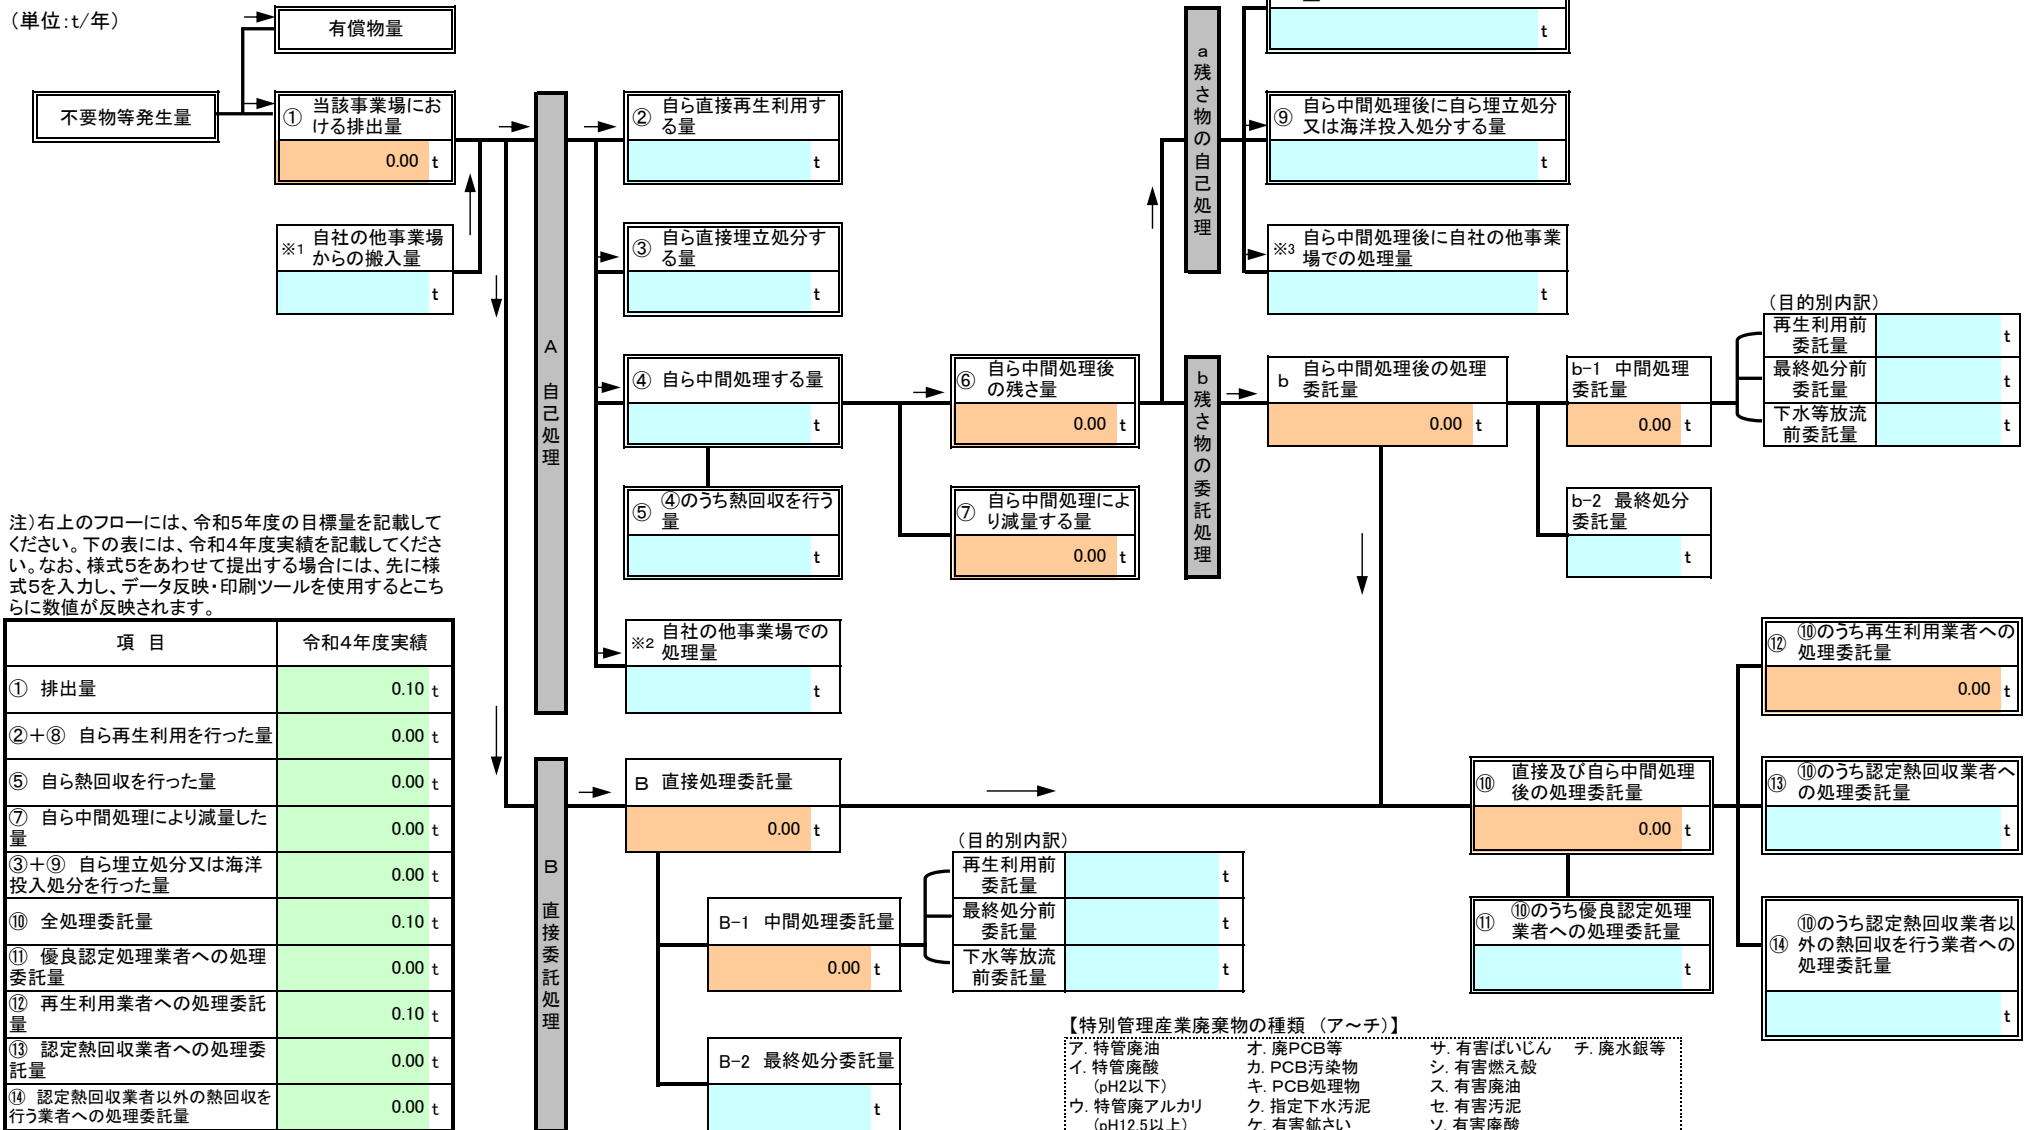 （単位:t/年）
有償物量
不要物等発生量
① 当該事業場における排出量
0.00 t
※1 自社の他事業場からの搬入量
t
A 自己処理
② 自ら直接再生利用する量
t
③ 自ら直接埋立処分する量
t
④ 自ら中間処理する量
t
⑤ ④のうち熱回収を行う量
t
※2 自社の他事業場での処理量
t
⑥ 自ら中間処理後の残さ量
0.00 t
⑦ 自ら中間処理により減量する量
0.00 t
a 残さ物の自己処理
t
⑨ 自ら中間処理後に自ら埋立処分又は海洋投入処分する量
t
※3 自ら中間処理後に自社の他事業場での処理量
t
b 残さ物の委託処理
b 自ら中間処理後の処理委託量
0.00 t
b-1 中間処理委託量
0.00 t
（目的別内訳）
再生利用前委託量 t
最終処分前委託量 t
下水等放流前委託量 t
b-2 最終処分委託量
t
注）右上のフローには、令和5年度の目標量を記載して
ください。下の表には、令和4年度実績を記載してくださ
い。なお、様式5をあわせて提出する場合には、先に様
式5を入力し、データ反映・印刷ツールを使用するとこち
らに数値が反映されます。
項 目 令和4年度実績
① 排出量 0.10 t
②＋⑧ 自ら再生利用を行った量 0.00 t
⑤ 自ら熱回収を行った量 0.00 t
⑦ 自ら中間処理により減量した量 0.00 t
③＋⑨ 自ら埋立処分又は海洋投入処分を行った量 0.00 t
⑩ 全処理委託量 0.10 t
⑪ 優良認定処理業者への処理委託量 0.00 t
⑫ 再生利用業者への処理委託量 0.10 t
⑬ 認定熱回収業者への処理委託量 0.00 t
⑭ 認定熱回収業者以外の熱回収を行う業者への処理委託量 0.00 t
B 直接委託処理
B 直接処理委託量
0.00 t
B-1 中間処理委託量
0.00 t
（目的別内訳）
再生利用前委託量 t
最終処分前委託量 t
下水等放流前委託量 t
B-2 最終処分委託量
t
⑩ 直接及び自ら中間処理後の処理委託量
0.00 t
⑪ ⑩のうち優良認定処理業者への処理委託量
t
⑫ ⑩のうち再生利用業者への処理委託量
0.00 t
⑬ ⑩のうち認定熱回収業者への処理委託量
t
⑭ ⑩のうち認定熱回収業者以外の熱回収を行う業者への処理委託量
t
【特別管理産業廃棄物の種類 （ア～チ）】
ア. 特管廃油 オ. 廃PCB等 サ. 有害ばいじん チ. 廃水銀等
イ. 特管廃酸 カ. PCB汚染物 シ. 有害燃え殻
（pH2以下） キ. PCB処理物 ス. 有害廃油
ウ. 特管廃アルカリ ク. 指定下水汚泥 セ. 有害汚泥
（pH12.5以上） ケ. 有害鉱さい ソ. 有害廃酸